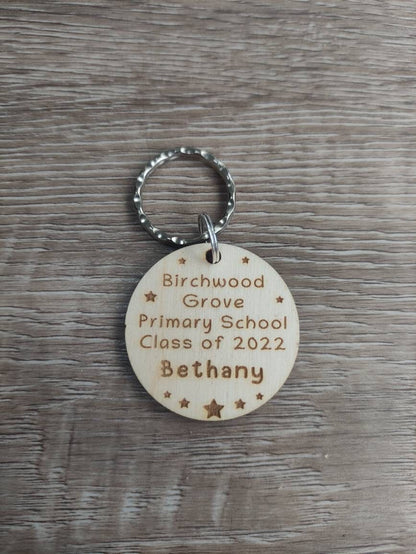 Birchwood
Grove
Primary School
Class of 2022
Bethany